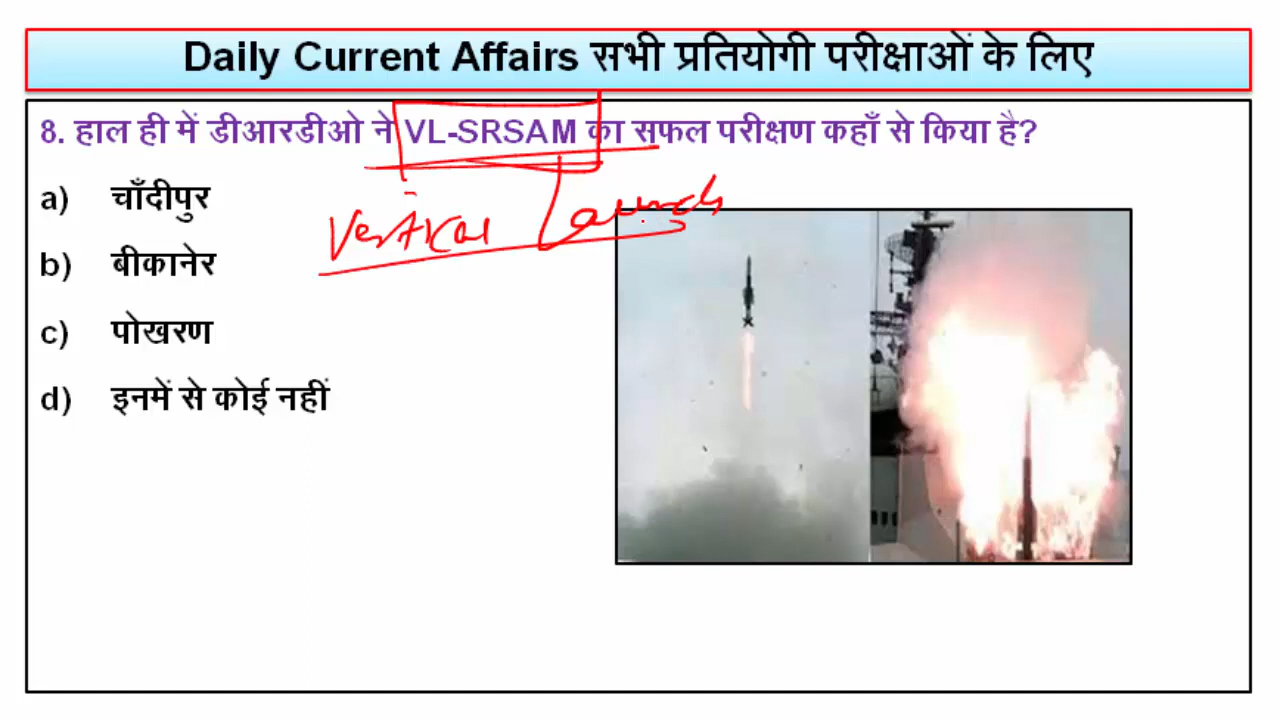 Daily Current Affairs सभी प्रतियोगी परीक्षाओं के लिए
8. हाल ही में डीआरडीओ ने VL-SRSAM का सफल परीक्षण कहाँ से किया है?
a) चाँदीपुर
Vertical Launch
b) बीकानेर
c) पोखरण
d) इनमें से कोई नहीं